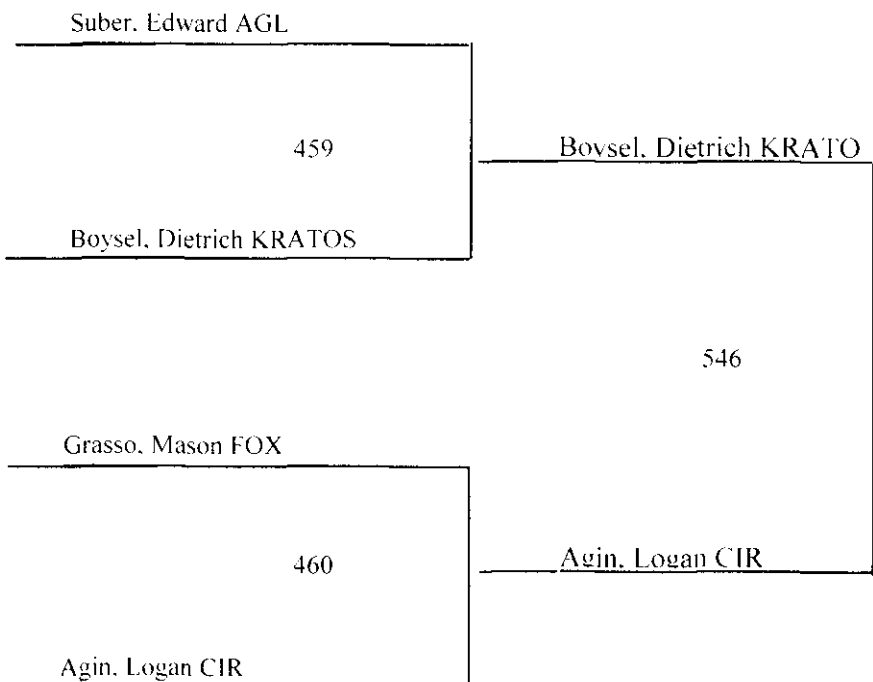 Suber, Edward AGL
459
Boysel, Dietrich KRATO
Boysel, Dietrich KRATOS
546
Grasso, Mason FOX
460
Agin, Logan CIR
Agin, Logan CIR